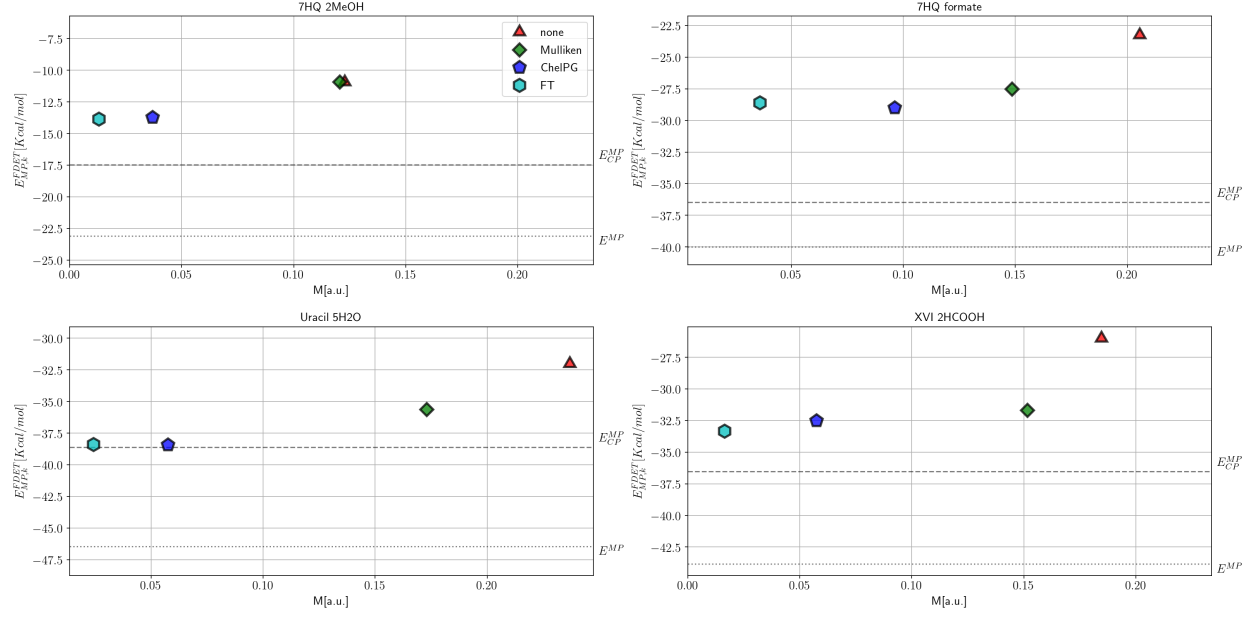 7HQ 2MeOH
none
Mulliken
ChelPG
FT
−7.5
−10.0
−12.5
−15.0
−17.5
−20.0
−22.5
−25.0
E_{MP,k}^{FDET}[Kcal/mol]
E_{CP}^{MP}
E^{MP}
0.00 0.05 0.10 0.15 0.20
M[a.u.]
7HQ formate
−22.5
−25.0
−27.5
−30.0
−32.5
−35.0
−37.5
−40.0
E_{MP,k}^{FDET}[Kcal/mol]
E_{CP}^{MP}
E^{MP}
0.05 0.10 0.15 0.20
M[a.u.]
Uracil 5H2O
−30.0
−32.5
−35.0
−37.5
−40.0
−42.5
−45.0
−47.5
E_{MP,k}^{FDET}[Kcal/mol]
E_{CP}^{MP}
E^{MP}
0.05 0.10 0.15 0.20
M[a.u.]
XVI 2HCOOH
−27.5
−30.0
−32.5
−35.0
−37.5
−40.0
−42.5
E_{MP,k}^{FDET}[Kcal/mol]
E_{CP}^{MP}
E^{MP}
0.00 0.05 0.10 0.15 0.20
M[a.u.]